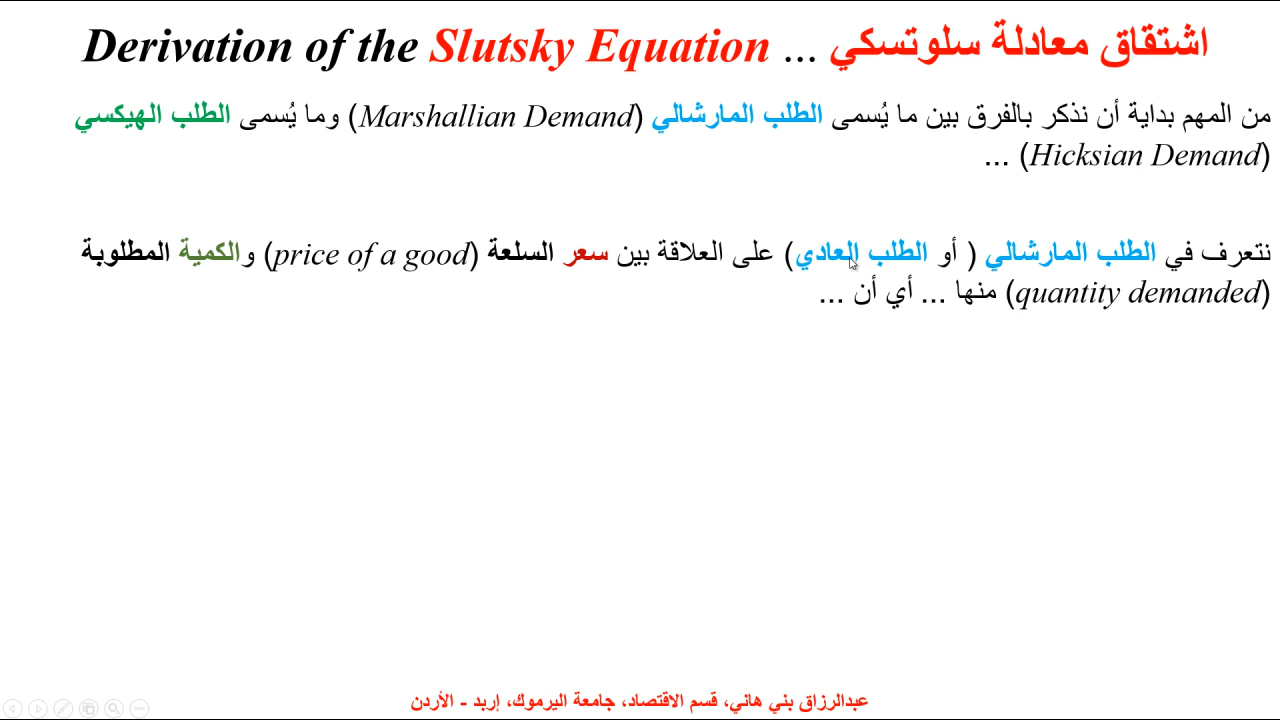 اشتقاق معادلة سلوتسكي ... Derivation of the Slutsky Equation
من المهم بداية أن نذكر بالفرق بين ما يُسمى الطلب المارشالي (Marshallian Demand) وما يُسمى الطلب الهيكسي
(Hicksian Demand) ...
نتعرف في الطلب المارشالي ( أو الطلب العادي) على العلاقة بين سعر السلعة (price of a good) والكمية المطلوبة
(quantity demanded) منها ... أي أن ...
عبدالرزاق بني هاني، قسم الاقتصاد، جامعة اليرموك، إربد - الأردن